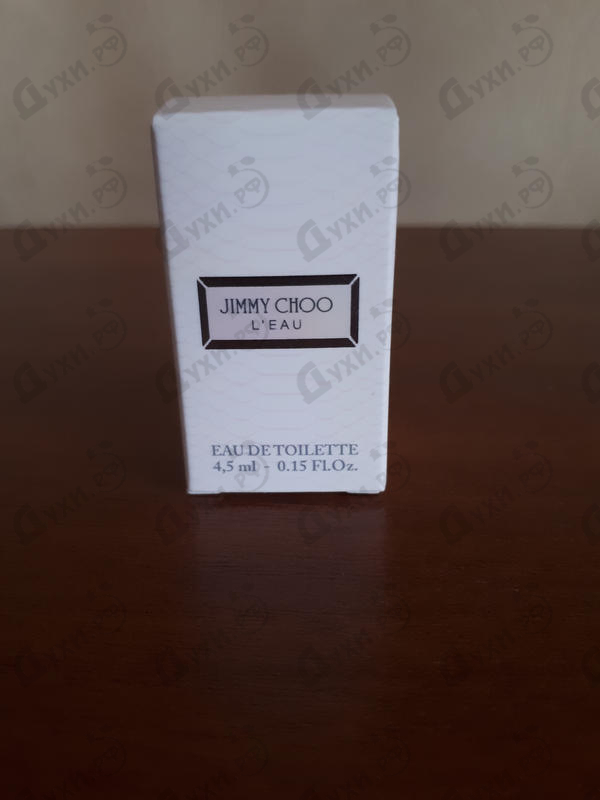 JIMMY CHOO
L'EAU
EAU DE TOILETTE
4,5 ml - 0.15 Fl.Oz.
Духи.рф